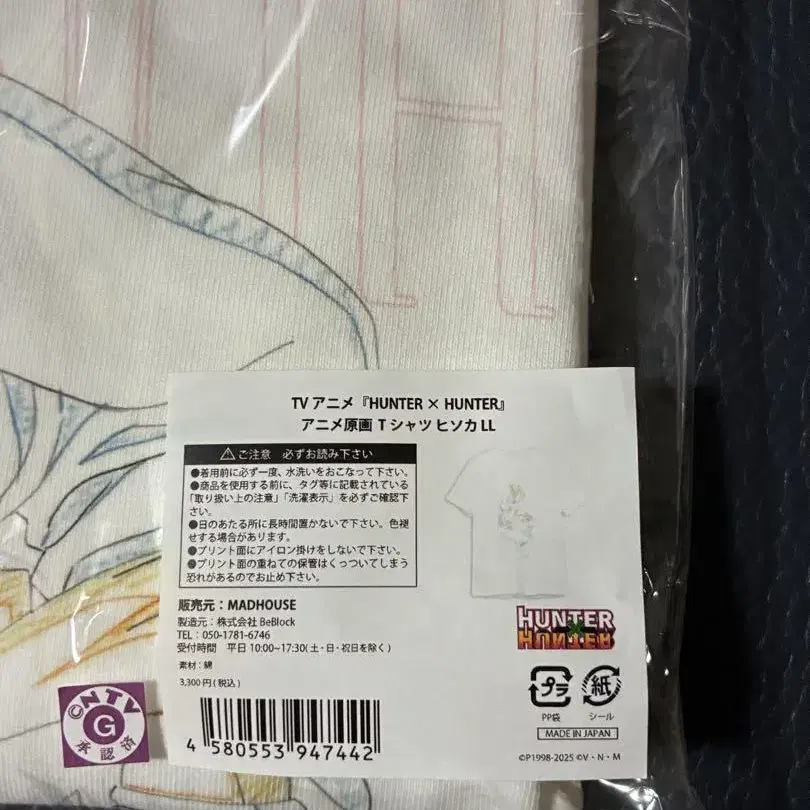 TV アニメ『HUNTER × HUNTER』
アニメ原画 T シャツ ヒソカ LL
⚠ご注意 必ずお読み下さい
●着用前に必ず一度、水洗いをおこなって下さい。
●商品を使用する前に、タグ等に記載されている
「取り扱い上の注意」「洗濯表示」を必ずご確認下
さい。
●日のあたる所に長時間置かないで下さい。色褪
せする場合があります。
●プリント面にアイロン掛けをしないで下さい。
●プリント面の重ねての保管はくっついてしまう
恐れがあるのでお止め下さい。
販売元：MADHOUSE
製造元：株式会社 BeBlock
TEL：050-1781-6746
受付時間 平日 10:00~17:30(土・日・祝日を除く)
素材：綿
3,300円(税込)
4 580553 947442
HUNTER
×
HUNTER
プラ
PP袋
紙
シール
MADE IN JAPAN
©P1998-2025 ©V・N・M
©NTV
G
承認済